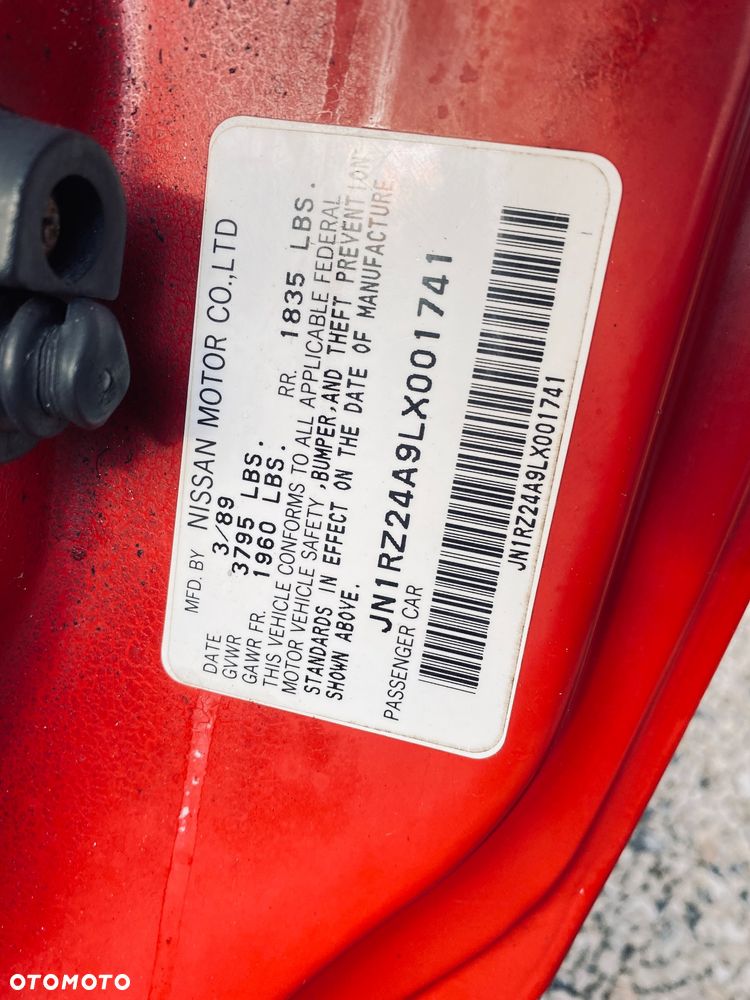 MFD. BY NISSAN MOTOR CO.,LTD
DATE 3/89
GVWR 3795 LBS.
GAWR FR. 1960 LBS. RR. 1835 LBS.
THIS VEHICLE CONFORMS TO ALL APPLICABLE FEDERAL
MOTOR VEHICLE SAFETY ,BUMPER,AND THEFT PREVENTION
STANDARDS IN EFFECT ON THE DATE OF MANUFACTURE
SHOWN ABOVE.
JN1RZ24A9LX001741
PASSENGER CAR
JN1RZ24A9LX001741
OTOMOTO